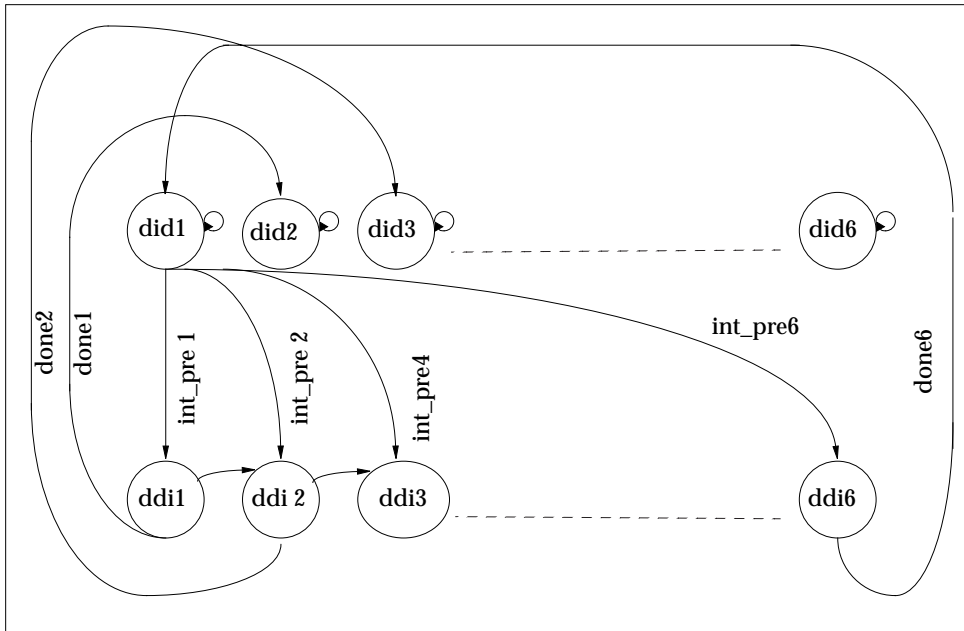 did1
did2
did3
did6
done2
done1
int_pre 1
int_pre 2
int_pre4
int_pre6
done6
ddi1
ddi 2
ddi3
ddi6